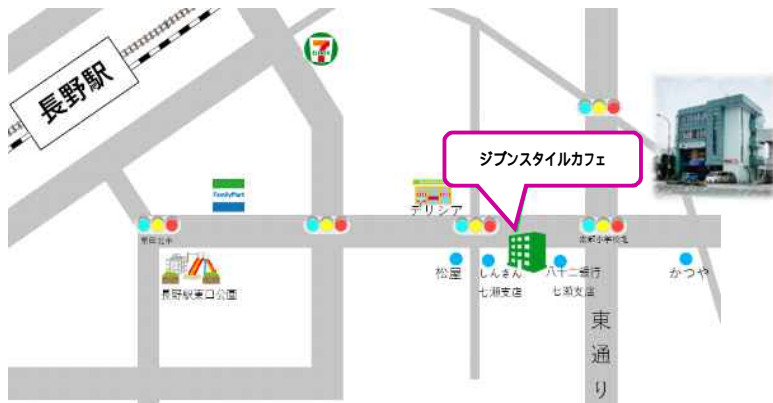 長野駅
ジブンスタイルカフェ
FamilyMart
デリシア
長野駅東口公園
松屋
しんきん
七瀬支店
八十二銀行
七瀬支店
かつや
東通り